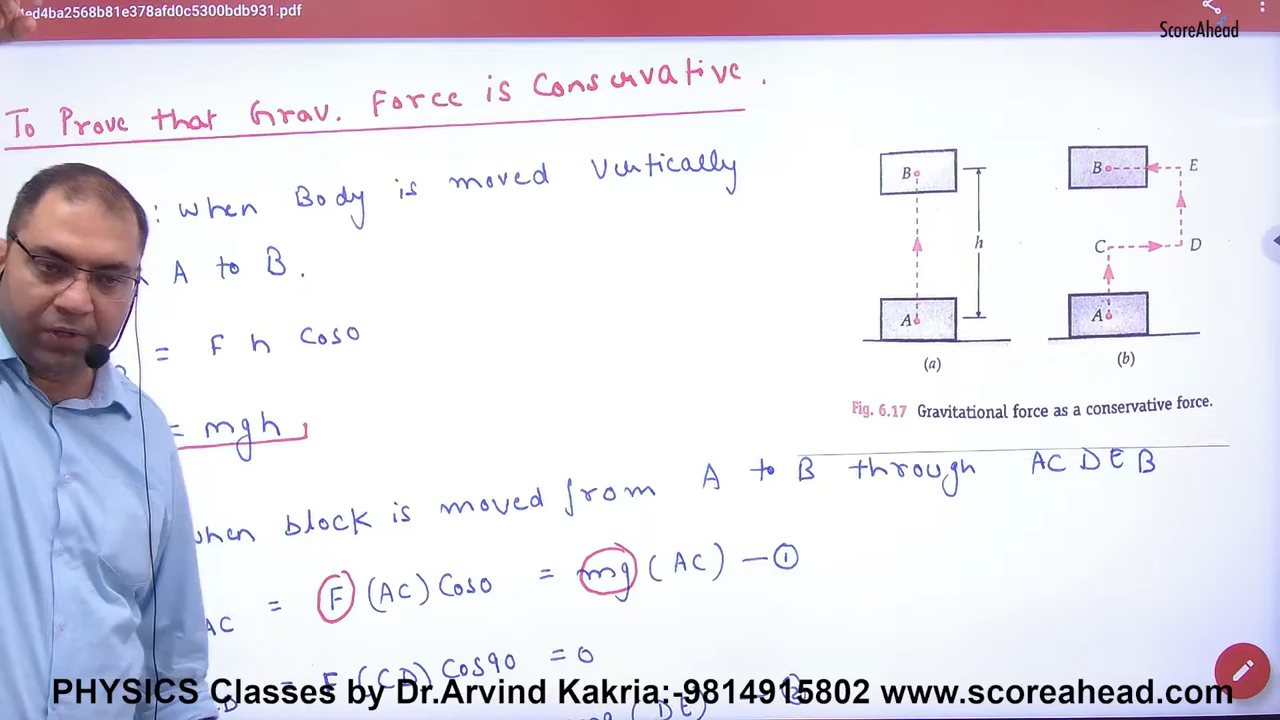 ed4ba2568b81e378afd0c5300bdb931.pdf
ScoreAhead
To Prove that Grav. Force is Conservative.
: when Body is moved Vertically
A to B.
= F h Cos0
= mgh
when block is moved from A to B through ACDEB
AC = F (AC) Cos0 = mg (AC) — ①
= F (CD) Cos90 = 0
(DE)
B
h
A
(a)
B
E
C
D
A
(b)
Fig. 6.17 Gravitational force as a conservative force.
PHYSICS Classes by Dr.Arvind Kakria:-9814915802 www.scoreahead.com